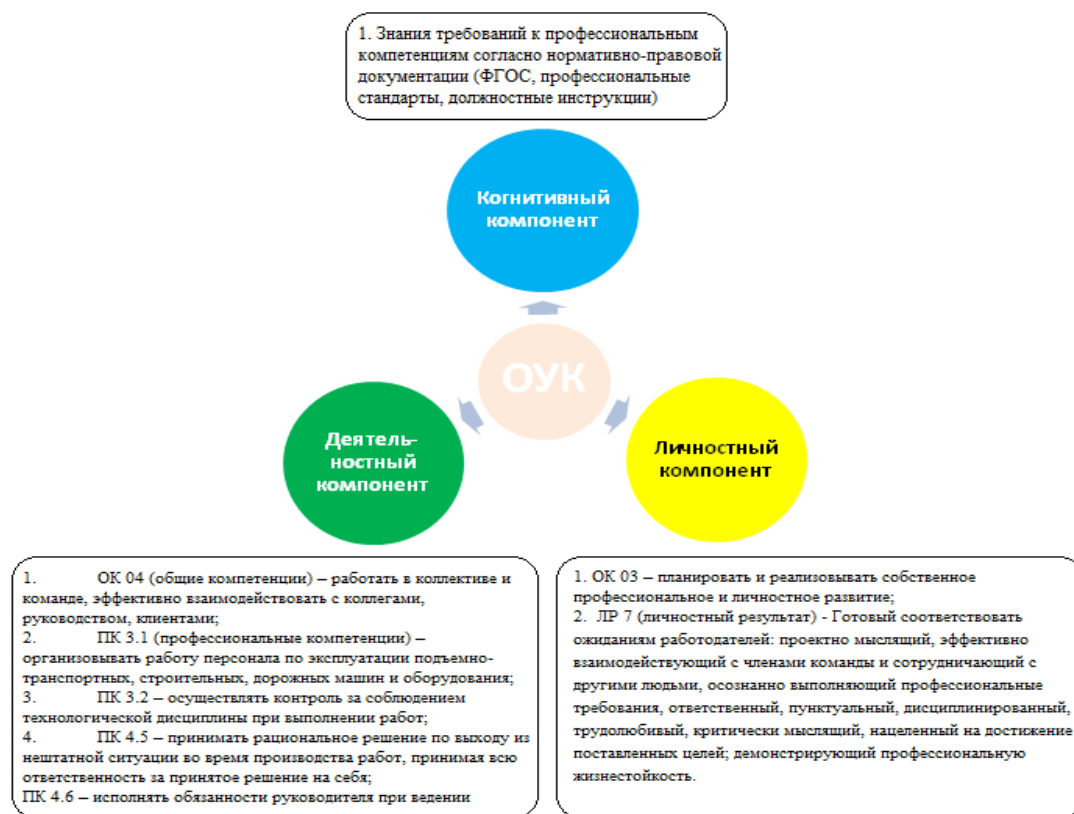 1. Знания требований к профессиональным
компетенциям согласно нормативно-правовой
документации (ФГОС, профессиональные
стандарты, должностные инструкции)
Когнитивный
компонент
ОУК
Деятель-
ностный
компонент
Личностный
компонент
1. ОК 04 (общие компетенции) – работать в коллективе и
команде, эффективно взаимодействовать с коллегами,
руководством, клиентами;
2. ПК 3.1 (профессиональные компетенции) –
организовывать работу персонала по эксплуатации подъемно-
транспортных, строительных, дорожных машин и оборудования;
3. ПК 3.2 – осуществлять контроль за соблюдением
технологической дисциплины при выполнении работ;
4. ПК 4.5 – принимать рациональное решение по выходу из
нештатной ситуации во время производства работ, принимая всю
ответственность за принятое решение на себя;
ПК 4.6 – исполнять обязанности руководителя при ведении
1. ОК 03 – планировать и реализовывать собственное
профессиональное и личностное развитие;
2. ЛР 7 (личностный результат) - Готовый соответствовать
ожиданиям работодателей: проектно мыслящий, эффективно
взаимодействующий с членами команды и сотрудничающий с
другими людьми, осознанно выполняющий профессиональные
требования, ответственный, пунктуальный, дисциплинированный,
трудолюбивый, критически мыслящий, нацеленный на достижение
поставленных целей; демонстрирующий профессиональную
жизнестойкость.